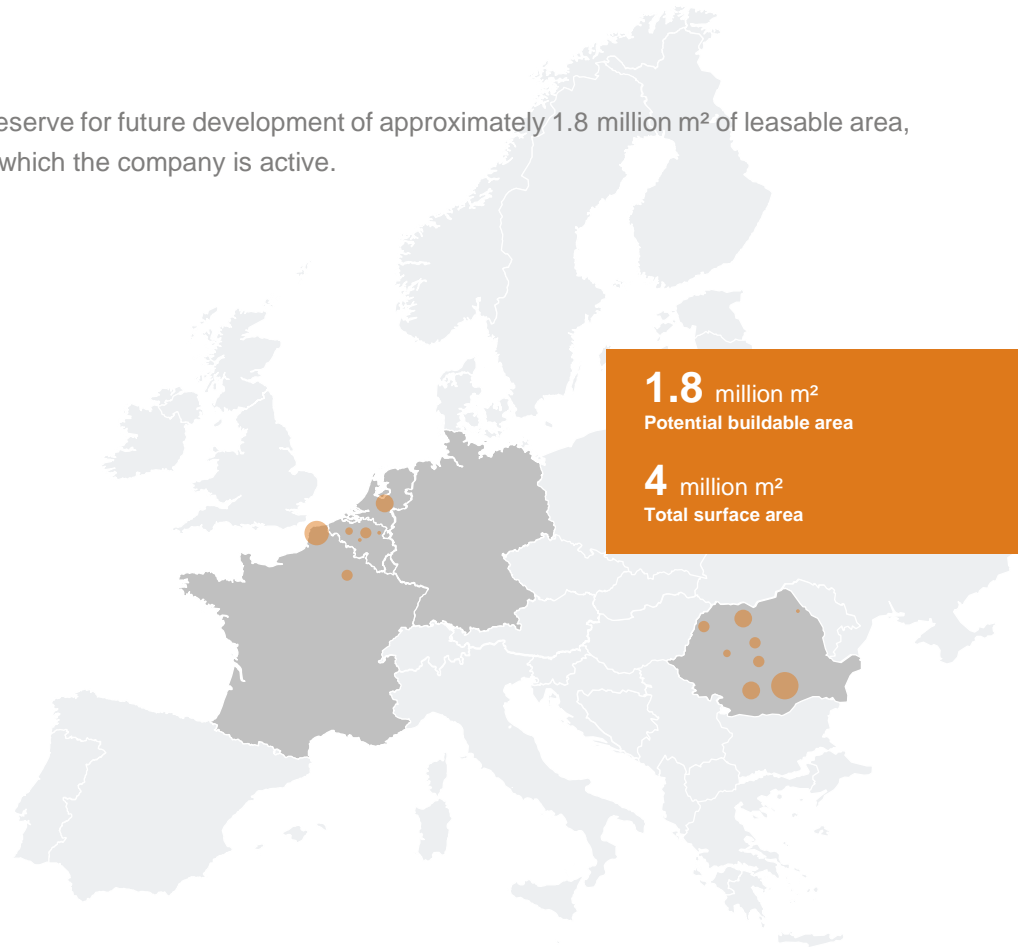 eserve for future development of approximately 1.8 million m² of leasable area,
which the company is active.
1.8 million m²
Potential buildable area
4 million m²
Total surface area